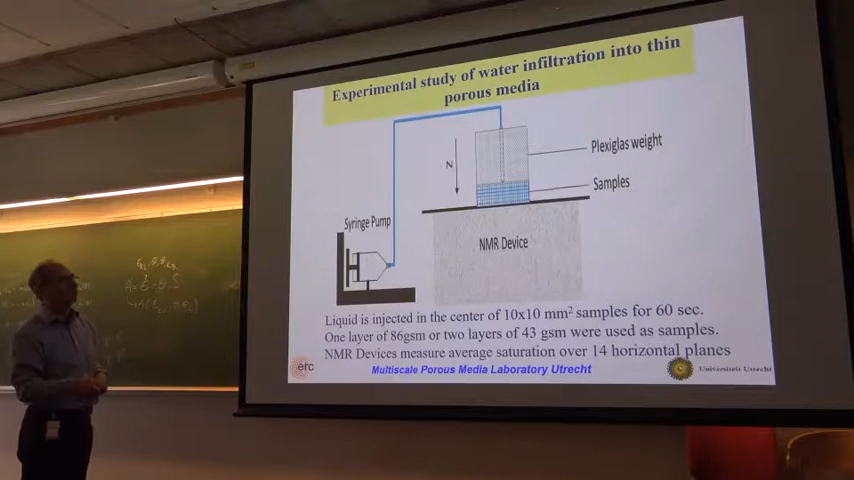 Experimental study of water infiltration into thin
porous media
N
Plexiglas weight
Samples
Syringe Pump
NMR Device
Liquid is injected in the center of 10x10 mm² samples for 60 sec.
One layer of 86gsm or two layers of 43 gsm were used as samples.
NMR Devices measure average saturation over 14 horizontal planes
erc
Multiscale Porous Media Laboratory Utrecht
Universiteit Utrecht